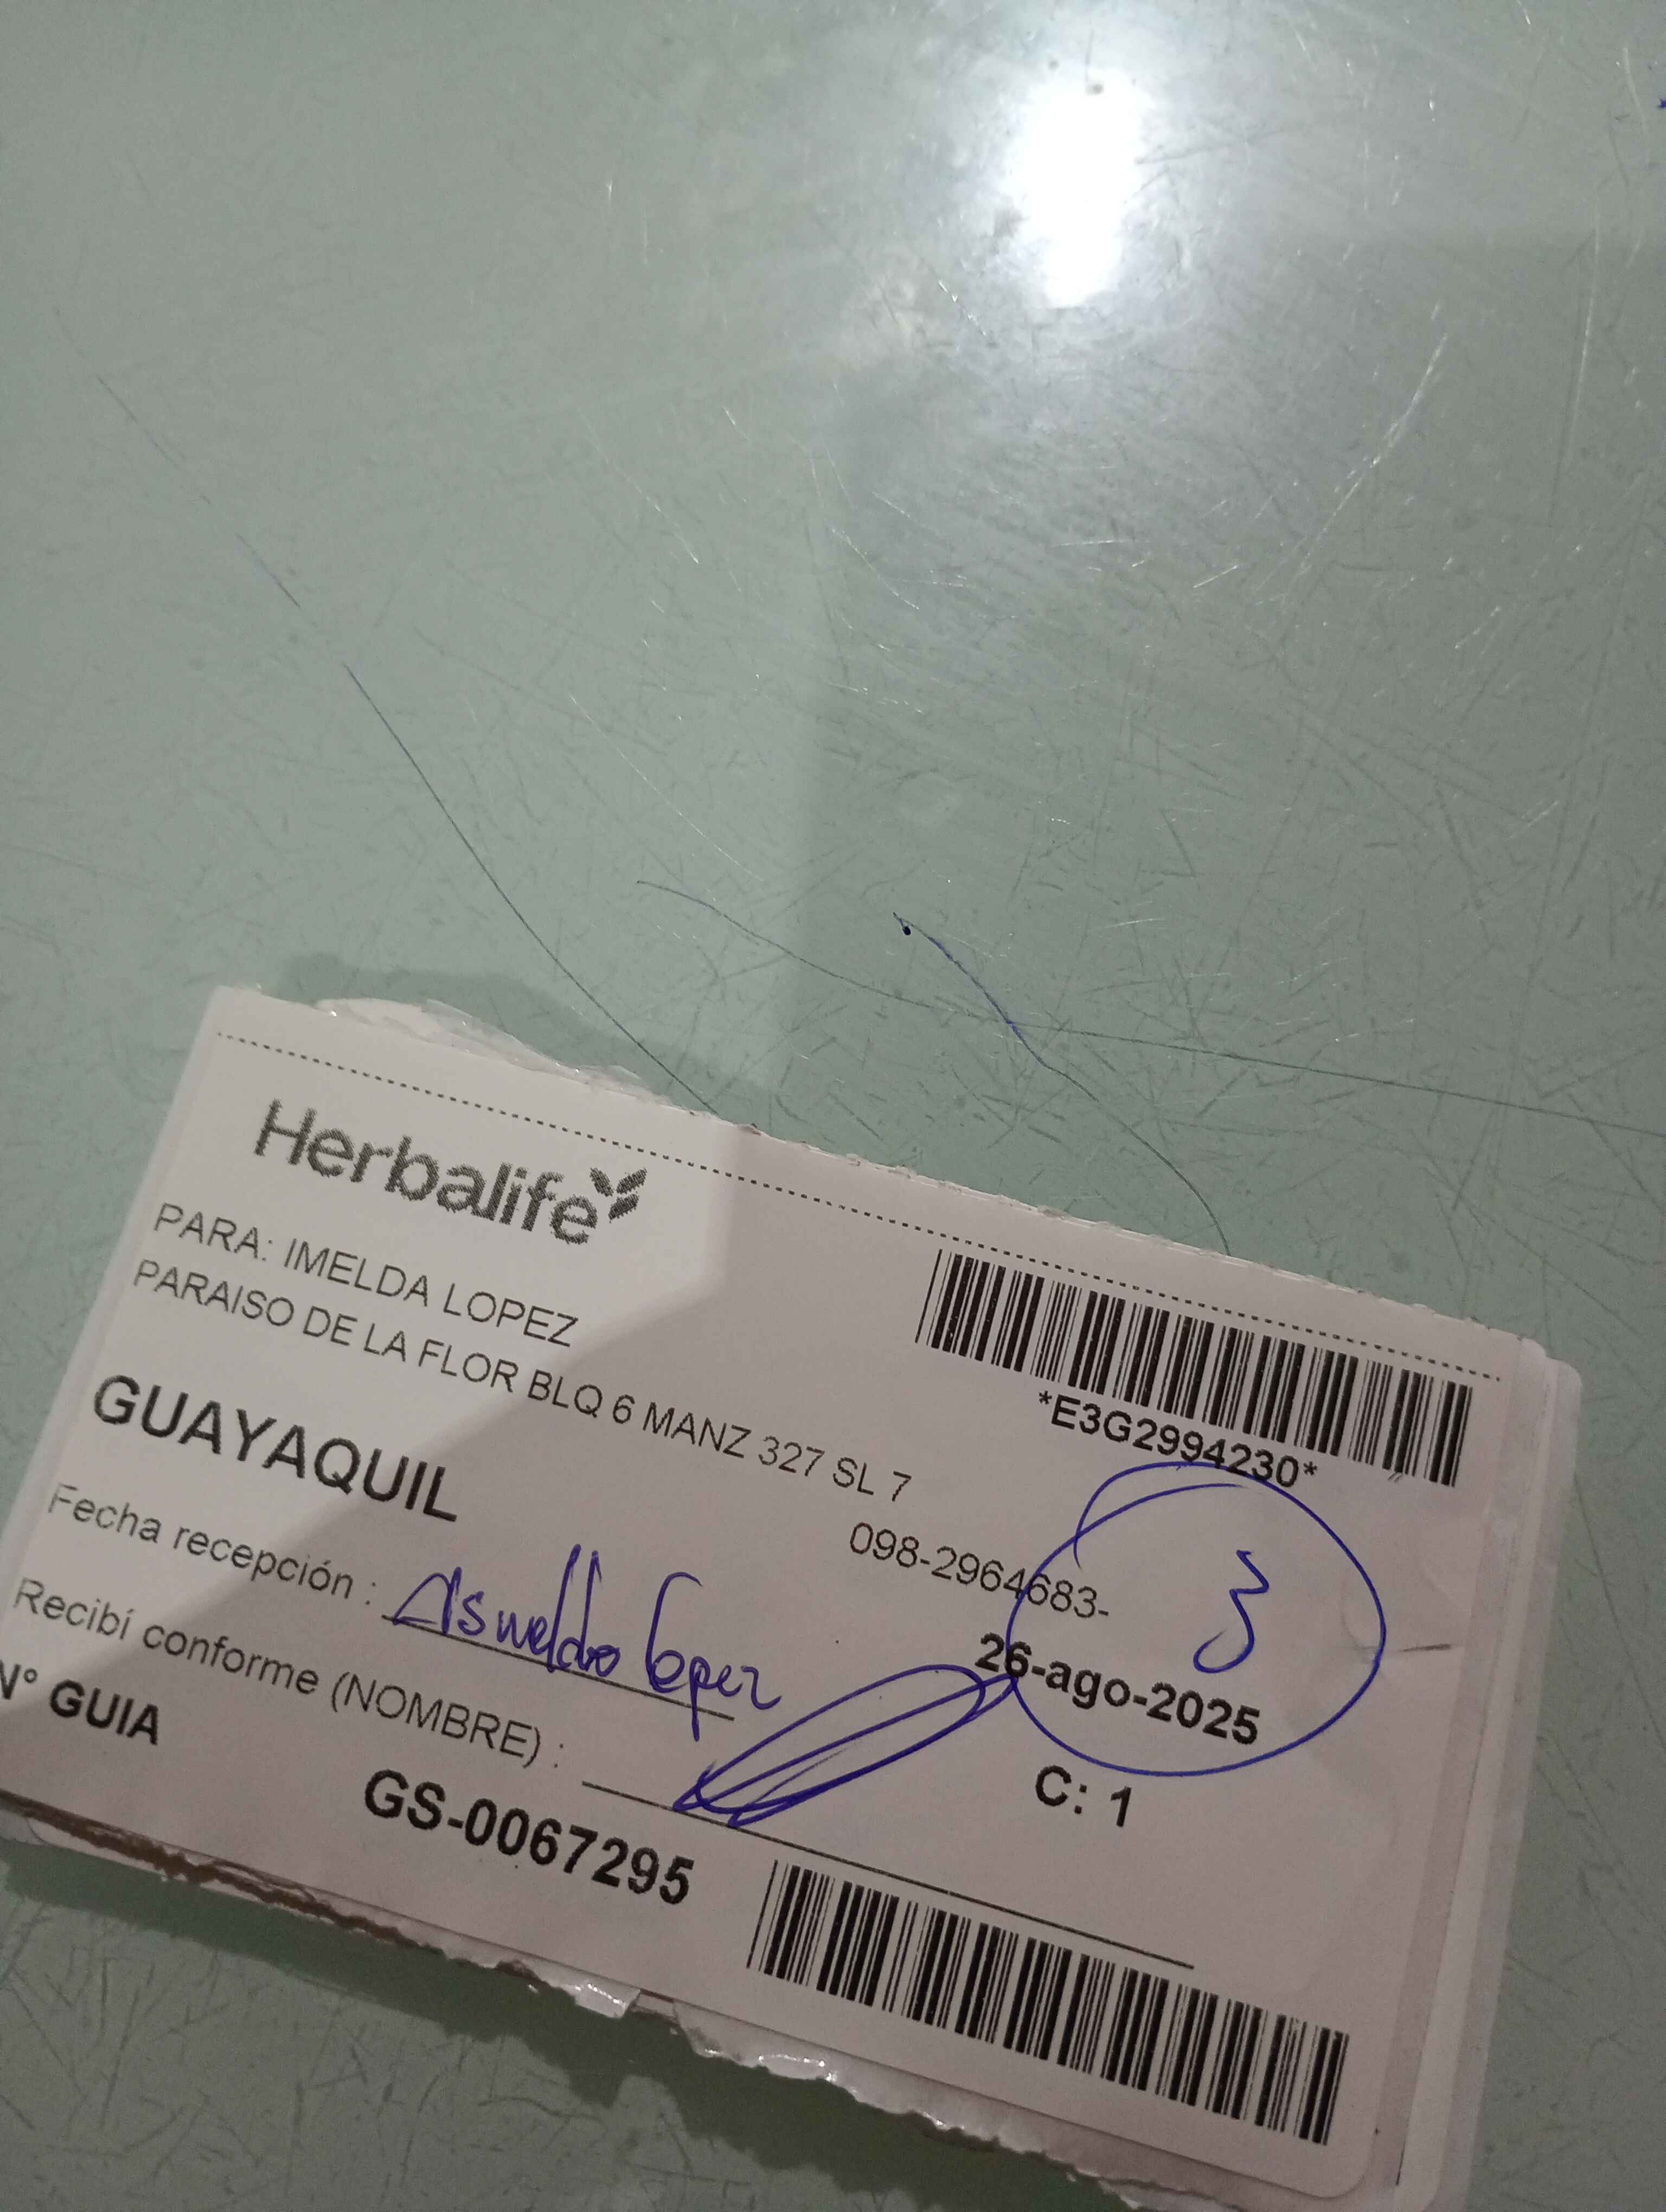 Herbalife
PARA: IMELDA LOPEZ
PARAISO DE LA FLOR BLQ 6 MANZ 327 SL 7
*E3G2994230*
GUAYAQUIL
098-2964683-
3
Fecha recepción : Asweldo Lopez
26-ago-2025
Recibí conforme (NOMBRE) :
C: 1
N° GUIA
GS-0067295